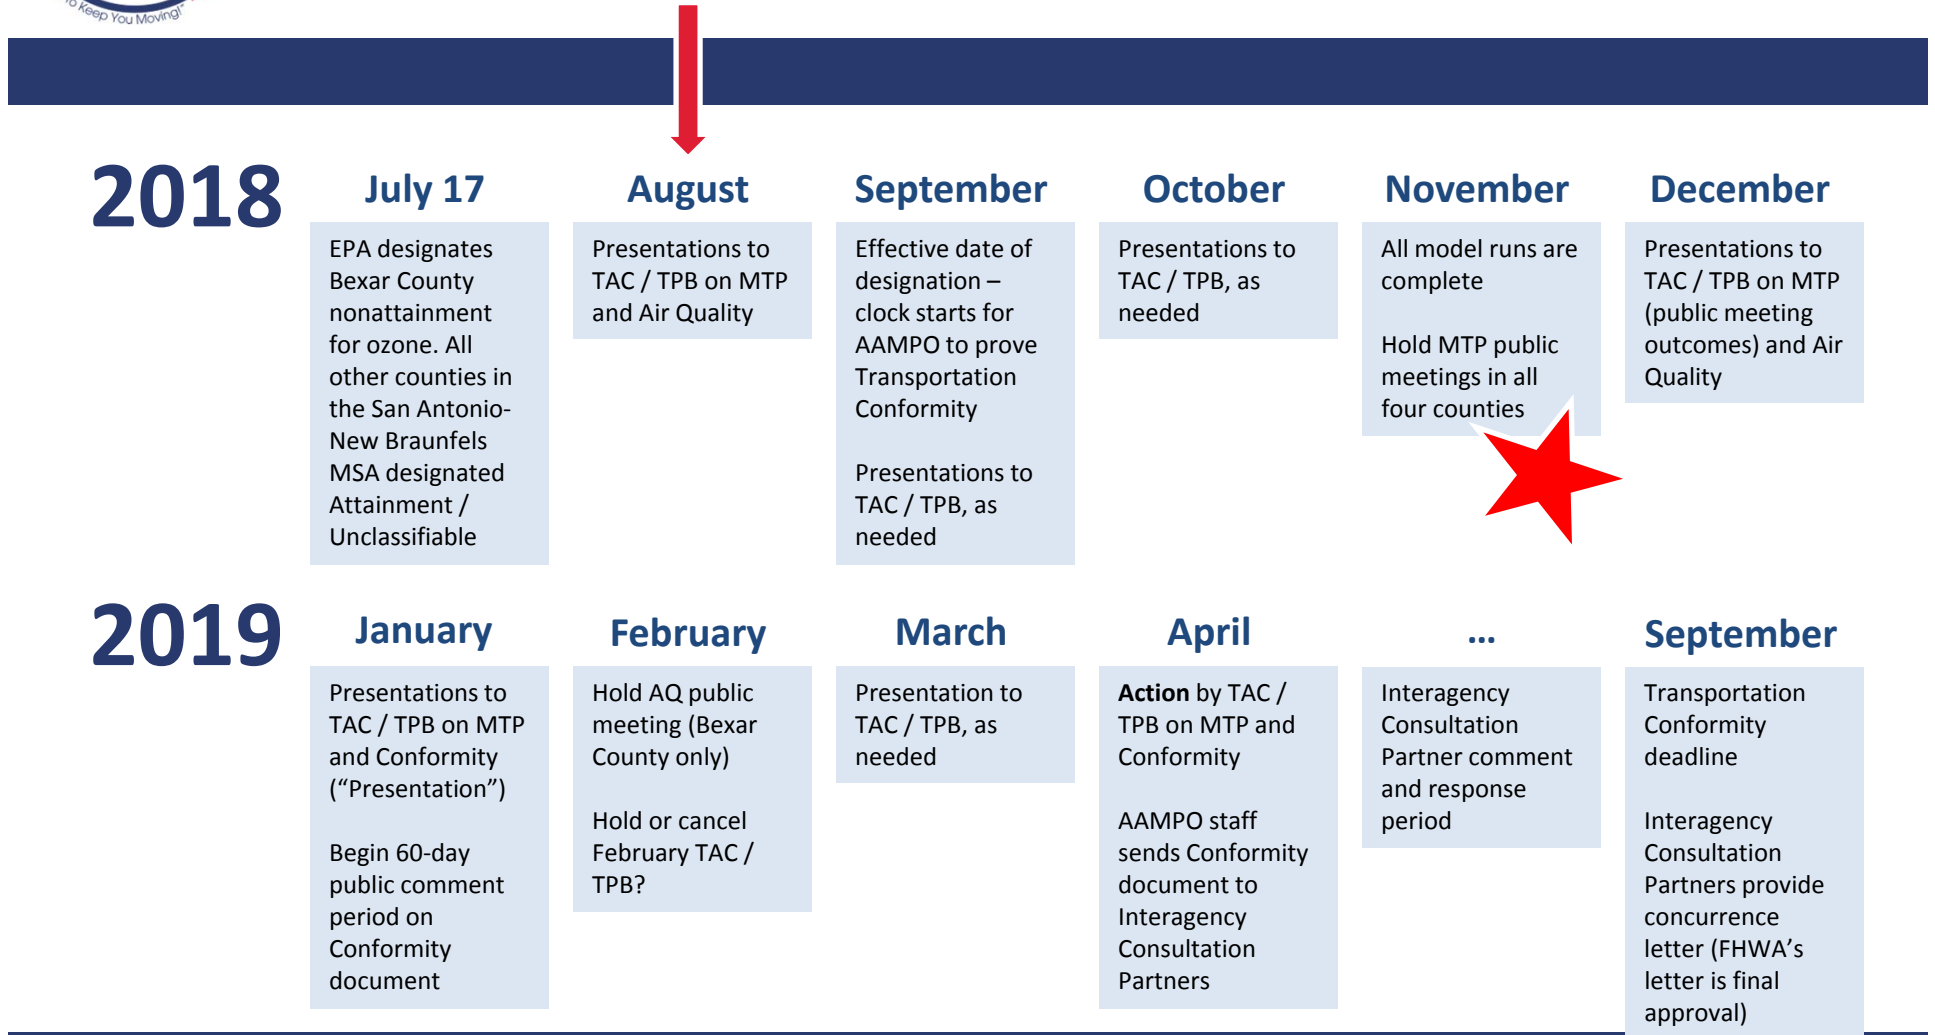 To Keep You Moving!
2018
July 17
EPA designates
Bexar County
nonattainment
for ozone. All
other counties in
the San Antonio-
New Braunfels
MSA designated
Attainment /
Unclassifiable
August
Presentations to
TAC / TPB on MTP
and Air Quality
September
Effective date of
designation –
clock starts for
AAMPO to prove
Transportation
Conformity
Presentations to
TAC / TPB, as
needed
October
Presentations to
TAC / TPB, as
needed
November
All model runs are
complete
Hold MTP public
meetings in all
four counties
December
Presentations to
TAC / TPB on MTP
(public meeting
outcomes) and Air
Quality
2019
January
Presentations to
TAC / TPB on MTP
and Conformity
(“Presentation”)
Begin 60-day
public comment
period on
Conformity
document
February
Hold AQ public
meeting (Bexar
County only)
Hold or cancel
February TAC /
TPB?
March
Presentation to
TAC / TPB, as
needed
April
Action by TAC /
TPB on MTP and
Conformity
AAMPO staff
sends Conformity
document to
Interagency
Consultation
Partners
...
Interagency
Consultation
Partner comment
and response
period
September
Transportation
Conformity
deadline
Interagency
Consultation
Partners provide
concurrence
letter (FHWA’s
letter is final
approval)